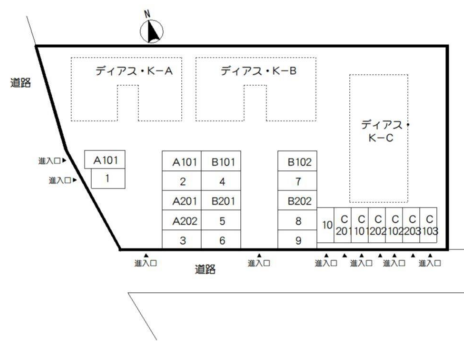 N
ディアス・K－A
ディアス・K－B
道路
ディアス・
K－C
進入口
A101
A101
B101
B102
進入口
1
2
4
7
A201
B201
B202
A202
5
8
3
6
9
10
C
201
C
101
C
202
C
102
C
203
C
103
進入口
進入口
進入口
進入口
進入口
進入口
道路